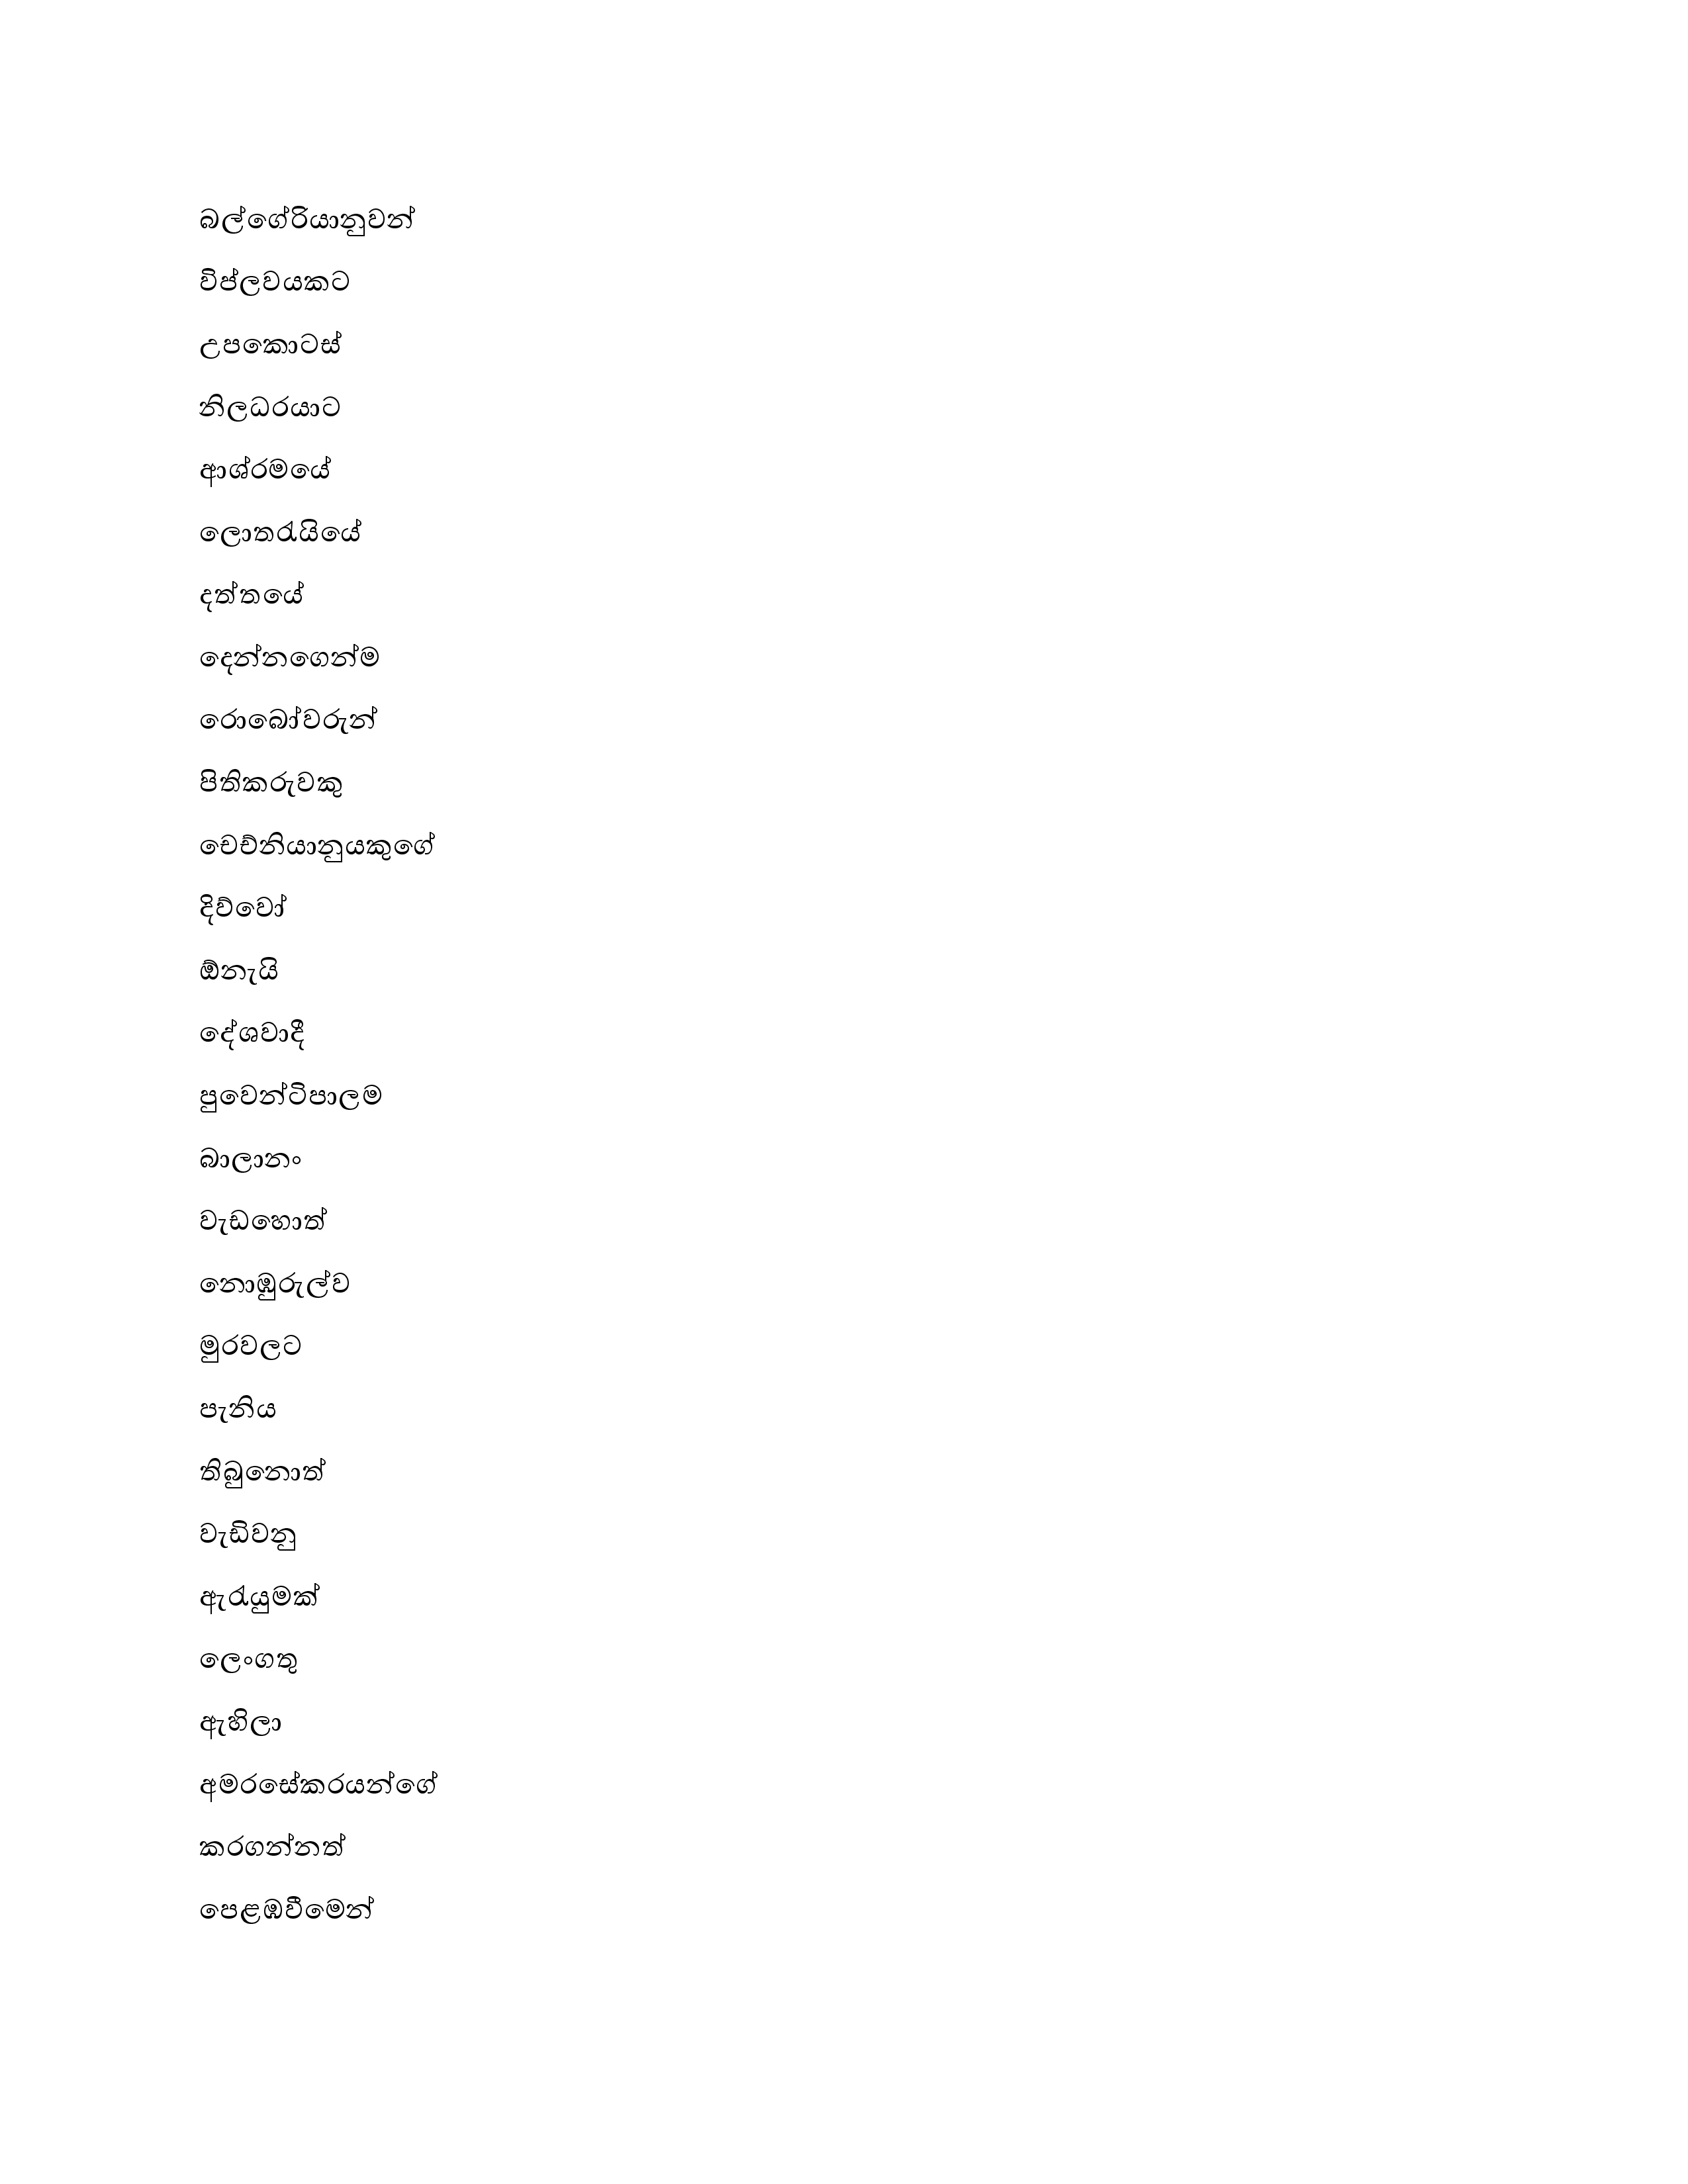 බල්ගේරියානුවන්
විප්ලවයකට
උපකොටස්
නිලධරයාට
ආශ්රමයේ
ලොතරැයියේ
දත්තයේ
දෙන්නගෙන්ම
රොබෝවරුන්
පිතිකරුවකු
චෙච්නියානුයකුගේ
දිව්වෝ
ඕනැයි
දේශවාදී
පුවෙන්ටිපාලම
බාලානං
වැඩහොත්
නොඹුරුල්ව
මුරවලට
පැනිය
තිබුනොත්
වැඩිවනු
ඇරැයුමක්
ලෙංගතු
ඇහිලා
අමරසේකරයන්ගේ
කරගන්නත්
පෙළඹවීමෙන්